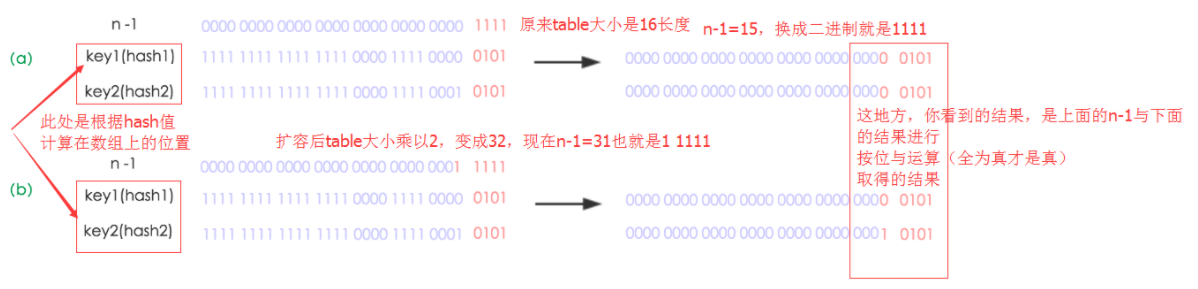 n -1 0000 0000 0000 0000 0000 0000 0000 1111 原来table大小是16长度 n-1=15，换成二进制就是1111
(a) key1(hash1) 1111 1111 1111 1111 0000 1111 0000 0101 0000 0000 0000 0000 0000 0000 0000 0101
key2(hash2) 1111 1111 1111 1111 0000 1111 0001 0101 0000 0000 0000 0000 0000 0000 0000 0101
此处是根据hash值
计算在数组上的位置
扩容后table大小乘以2，变成32，现在n-1=31也就是1 1111
这地方，你看到的结果，是上面的n-1与下面
的结果进行
按位与运算（全为真才是真）
取得的结果
n -1 0000 0000 0000 0000 0000 0000 0001 1111
(b) key1(hash1) 1111 1111 1111 1111 0000 1111 0000 0101 0000 0000 0000 0000 0000 0000 0000 0101
key2(hash2) 1111 1111 1111 1111 0000 1111 0001 0101 0000 0000 0000 0000 0000 0000 0001 0101